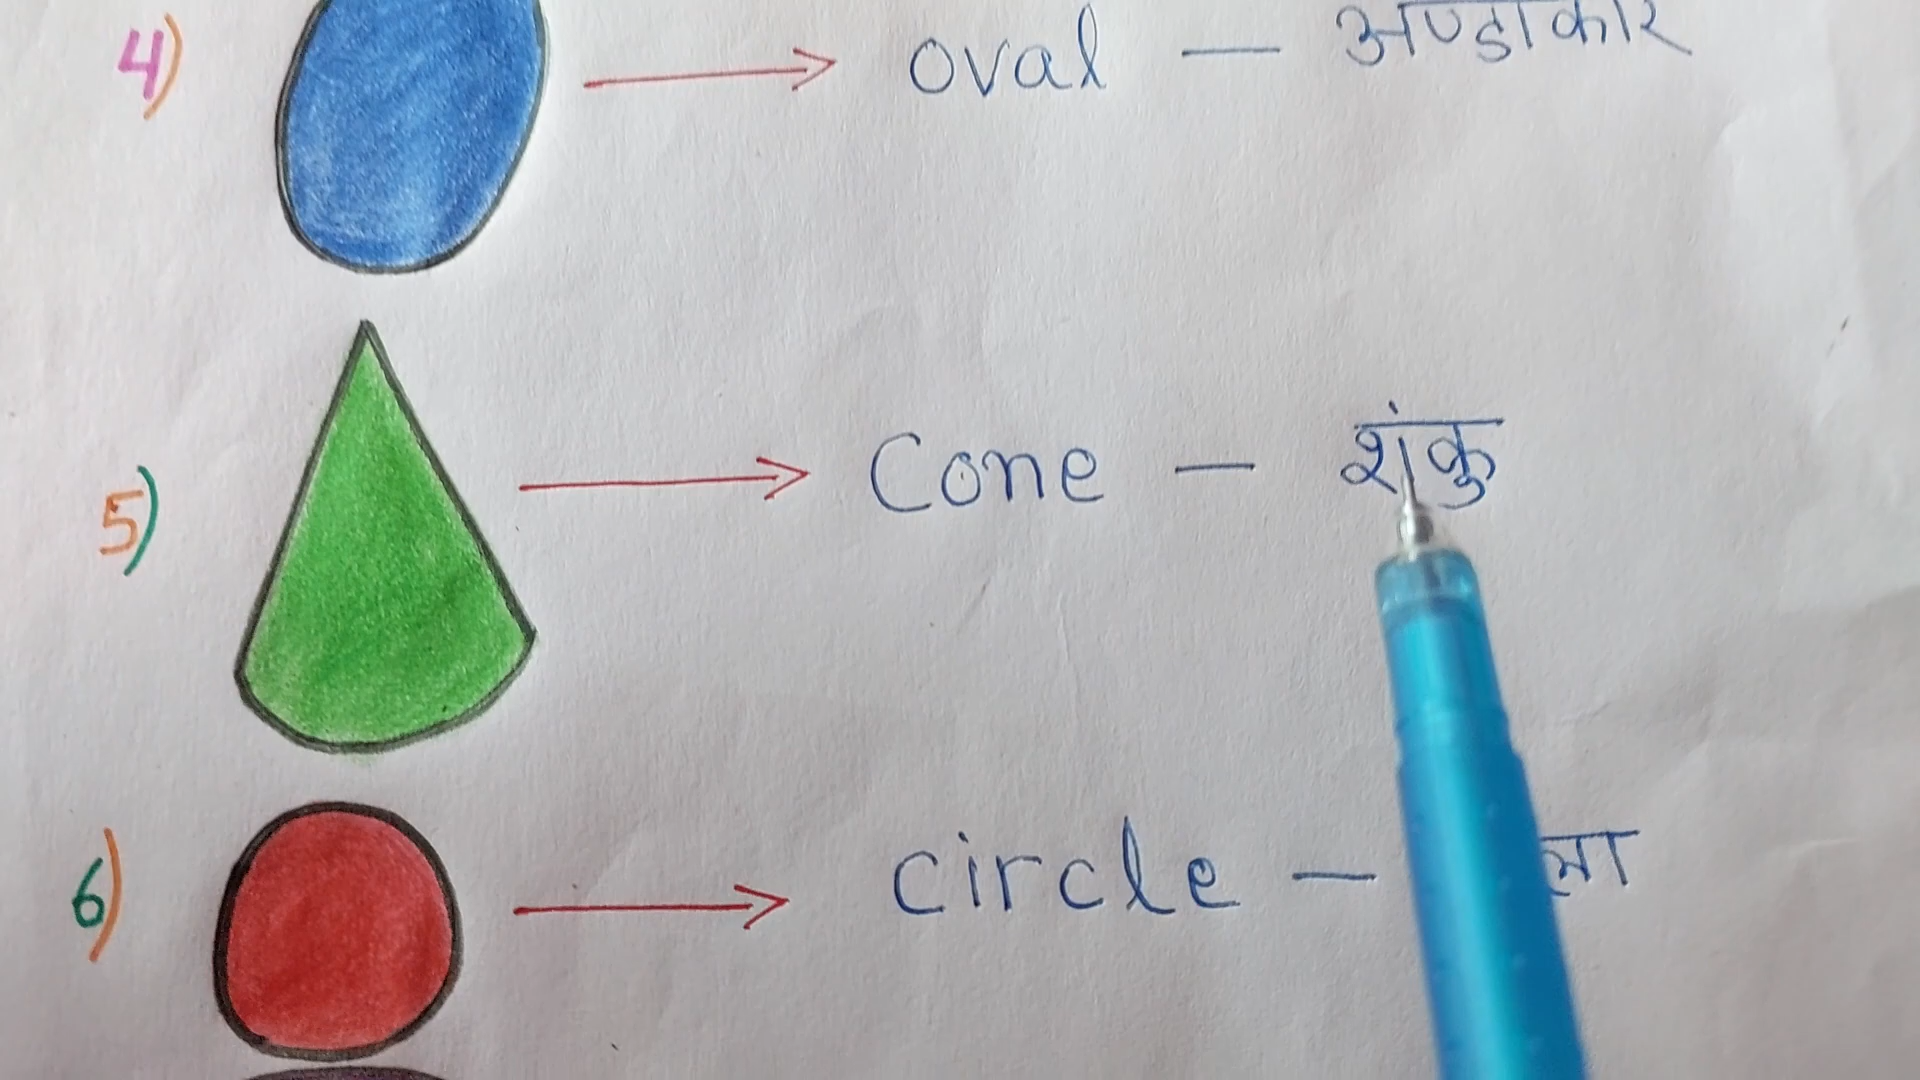 4) oval — अण्डाकार
5) Cone — शंकु
6) circle —